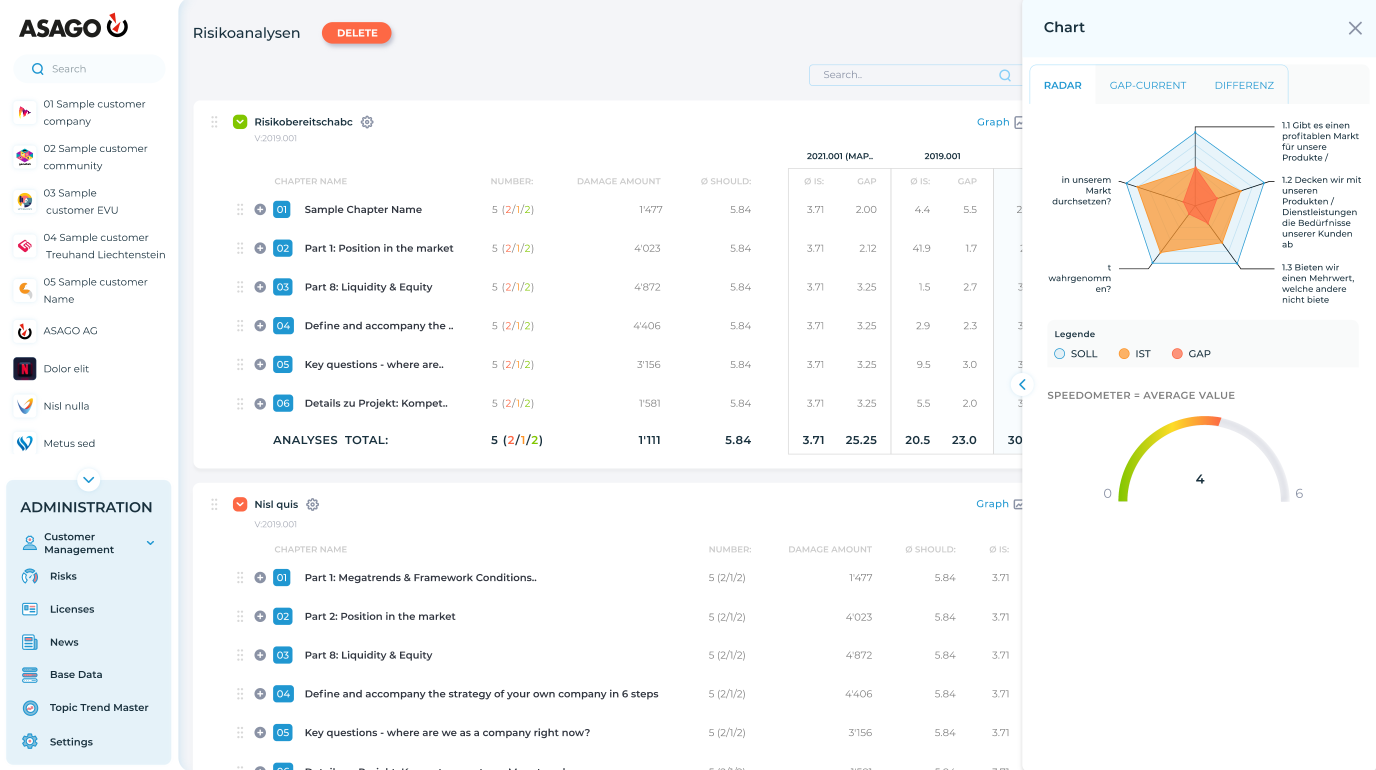 ASAGO
Search
01 Sample customer
company
02 Sample customer
community
03 Sample
customer EVU
04 Sample customer
Treuhand Liechtenstein
05 Sample customer
Name
ASAGO AG
Dolor elit
Nisl nulla
Metus sed
ADMINISTRATION
Customer
Management
Risks
Licenses
News
Base Data
Topic Trend Master
Settings
Risikoanalysen
DELETE
Search..
Risikobereitschabc
Graph
V:2019.001
2021.001 (MAP.. 2019.001
CHAPTER NAME NUMBER: DAMAGE AMOUNT Ø SHOULD: Ø IS: GAP Ø IS: GAP
01 Sample Chapter Name 5 (2/1/2) 1'477 5.84 3.71 2.00 4.4 5.5 2
02 Part 1: Position in the market 5 (2/1/2) 4'023 5.84 3.71 2.12 41.9 1.7
03 Part 8: Liquidity & Equity 5 (2/1/2) 4'872 5.84 3.71 3.25 1.5 2.7 3
04 Define and accompany the .. 5 (2/1/2) 4'406 5.84 3.71 3.25 2.9 2.3 3
05 Key questions - where are.. 5 (2/1/2) 3'156 5.84 3.71 3.25 9.5 3.0 3
06 Details zu Projekt: Kompet.. 5 (2/1/2) 1'581 5.84 3.71 3.25 5.5 2.0 3
ANALYSES TOTAL: 5 (2/1/2) 1'111 5.84 3.71 25.25 20.5 23.0 30
Nisl quis
Graph
V:2019.001
CHAPTER NAME NUMBER: DAMAGE AMOUNT Ø SHOULD: Ø IS:
01 Part 1: Megatrends & Framework Conditions.. 5 (2/1/2) 1'477 5.84 3.71
02 Part 2: Position in the market 5 (2/1/2) 4'023 5.84 3.71
03 Part 8: Liquidity & Equity 5 (2/1/2) 4'872 5.84 3.71
04 Define and accompany the strategy of your own company in 6 steps 5 (2/1/2) 4'406 5.84 3.71
05 Key questions - where are we as a company right now? 5 (2/1/2) 3'156 5.84 3.71
Chart
RADAR GAP-CURRENT DIFFERENZ
1.1 Gibt es einen
profitablen Markt
für unsere
Produkte /
1.2 Decken wir mit
unseren
Produkten /
Dienstleistungen
die Bedürfnisse
unserer Kunden
ab
1.3 Bieten wir
einen Mehrwert,
welche andere
nicht biete
t
wahrgenomm
en?
in unserem
Markt
durchsetzen?
Legende
SOLL IST GAP
SPEEDOMETER = AVERAGE VALUE
0 4 6